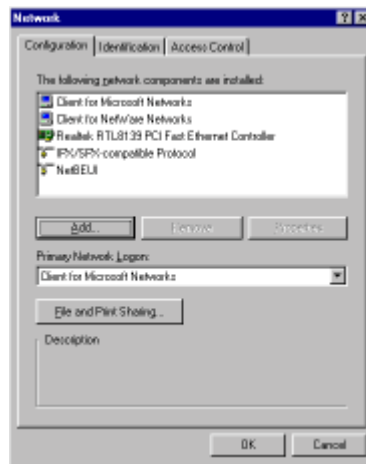 Network
Configuration Identification Access Control
The following network components are installed:
Client for Microsoft Networks
Client for NetWare Networks
Realtek RTL8139 PCI Fast Ethernet Controller
IPX/SPX-compatible Protocol
NetBEUI
Add... Remove Properties
Primary Network Logon:
Client for Microsoft Networks
File and Print Sharing...
Description
OK Cancel